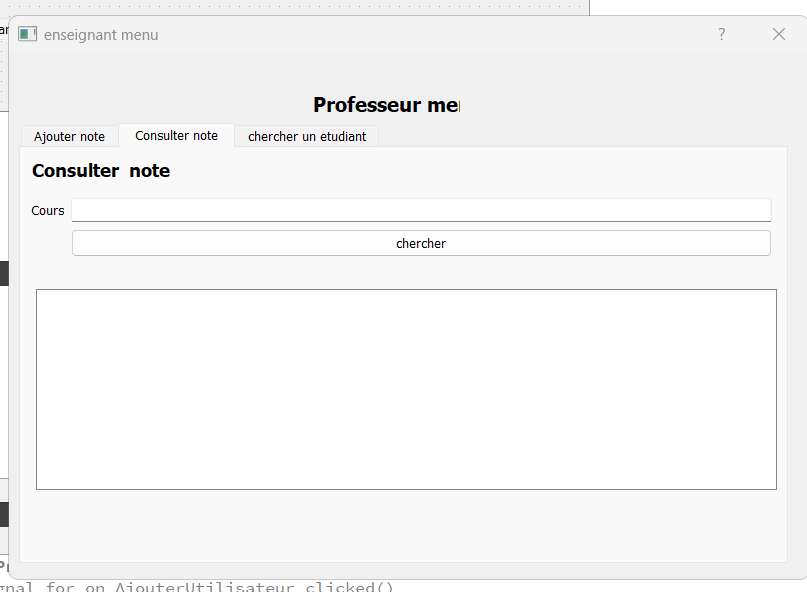 enseignant menu
Professeur me
Ajouter note
Consulter note
chercher un etudiant
Consulter note
Cours
chercher
gnal for on AjouterUtilisateur clicked()